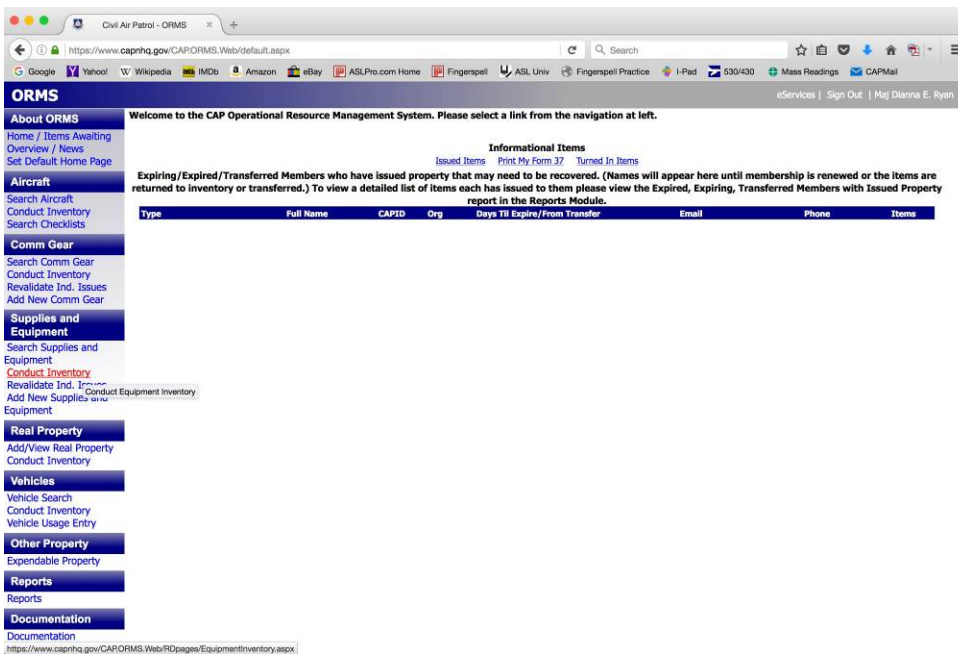 Civil Air Patrol - ORMS × +
https://www.capnhq.gov/CAP.ORMS.Web/default.aspx
Search
Google Yahoo! Wikipedia IMDb Amazon eBay ASLPro.com Home Fingerspell ASL Univ Fingerspell Practice I-Pad 530/430 Mass Readings CAPMail
ORMS
eServices | Sign Out | Maj Dianna E. Ryan
About ORMS
Home / Items Awaiting
Overview / News
Set Default Home Page
Aircraft
Search Aircraft
Conduct Inventory
Search Checklists
Comm Gear
Search Comm Gear
Conduct Inventory
Revalidate Ind. Issues
Add New Comm Gear
Supplies and
Equipment
Search Supplies and
Equipment
Conduct Inventory
Revalidate Ind. Issues
Conduct Equipment Inventory
Add New Supplies and
Equipment
Real Property
Add/View Real Property
Conduct Inventory
Vehicles
Vehicle Search
Conduct Inventory
Vehicle Usage Entry
Other Property
Expendable Property
Reports
Reports
Documentation
Documentation
https://www.capnhq.gov/CAP.ORMS.Web/RDpages/EquipmentInventory.aspx
Welcome to the CAP Operational Resource Management System. Please select a link from the navigation at left.
Informational Items
Issued Items Print My Form 37 Turned In Items
Expiring/Expired/Transferred Members who have issued property that may need to be recovered. (Names will appear here until membership is renewed or the items are
returned to inventory or transferred.) To view a detailed list of items each has issued to them please view the Expired, Expiring, Transferred Members with Issued Property
report in the Reports Module.
Type Full Name CAPID Org Days Til Expire/From Transfer Email Phone Items